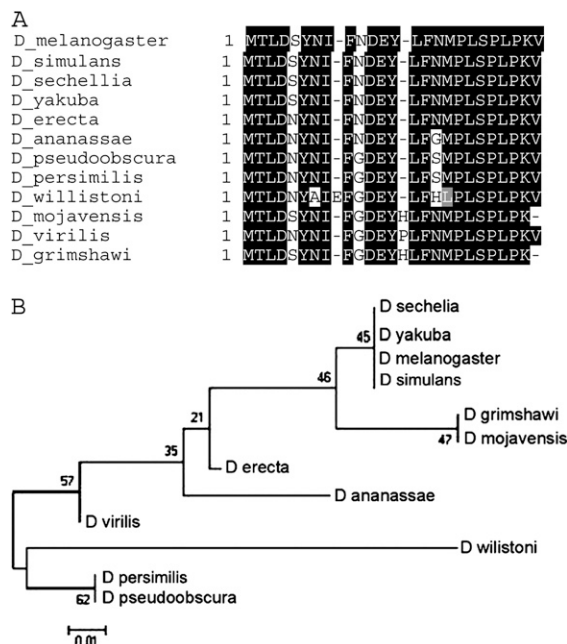 A
D_melanogaster 1 MTLDSYNI-FNDEY-LFNMPLSPLPKV
D_simulans 1 MTLDSYNI-FNDEY-LFNMPLSPLPKV
D_sechellia 1 MTLDSYNI-FNDEY-LFNMPLSPLPKV
D_yakuba 1 MTLDSYNI-FNDEY-LFNMPLSPLPKV
D_erecta 1 MTLDNYNI-FNDEY-LFNMPLSPLPKV
D_ananassae 1 MTLDNYNI-FNDEY-LFGMPLSPLPKV
D_pseudoobscura 1 MTLDNYNI-FGDEY-LFSMPLSPLPKV
D_persimilis 1 MTLDNYNI-FGDEY-LFSMPLSPLPKV
D_willistoni 1 MTLDNYAIEFGDEY-LFHLPLSPLPKV
D_mojavensis 1 MTLDSYNI-FGDEYHLFNMPLSPLPK-
D_virilis 1 MTLDNYNI-FGDEYPLFNMPLSPLPKV
D_grimshawi 1 MTLDSYNI-FGDEYHLFNMPLSPLPK-
B
D sechelia
45
D yakuba
D melanogaster
D simulans
46
D grimshawi
47
D mojavensis
21
35
D erecta
57
D ananassae
D virilis
D wilistoni
D persimilis
62
D pseudoobscura
0.01